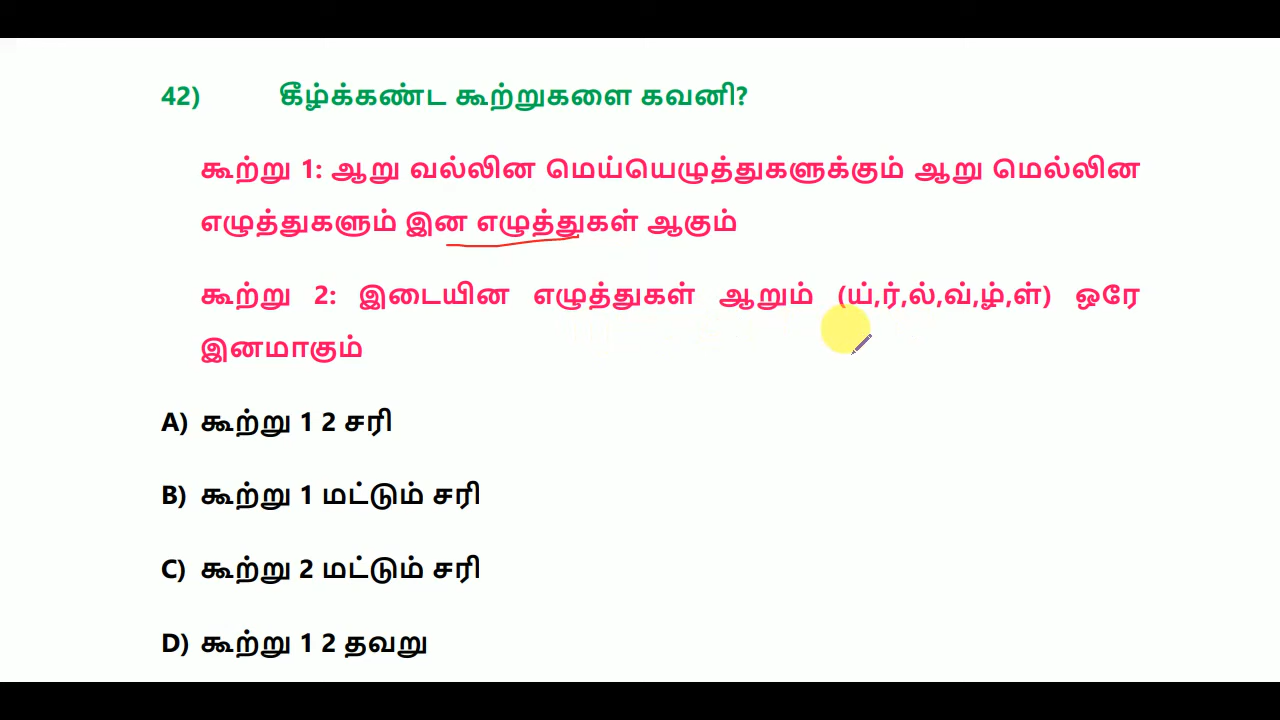 42) கீழ்க்கண்ட கூற்றுகளை கவனி?
கூற்று 1: ஆறு வல்லின மெய்யெழுத்துகளுக்கும் ஆறு மெல்லின
எழுத்துகளும் இன எழுத்துகள் ஆகும்
கூற்று 2: இடையின எழுத்துகள் ஆறும் (ய்,ர்,ல்,வ்,ழ்,ள்) ஒரே
இனமாகும்
A) கூற்று 1 2 சரி
B) கூற்று 1 மட்டும் சரி
C) கூற்று 2 மட்டும் சரி
D) கூற்று 1 2 தவறு